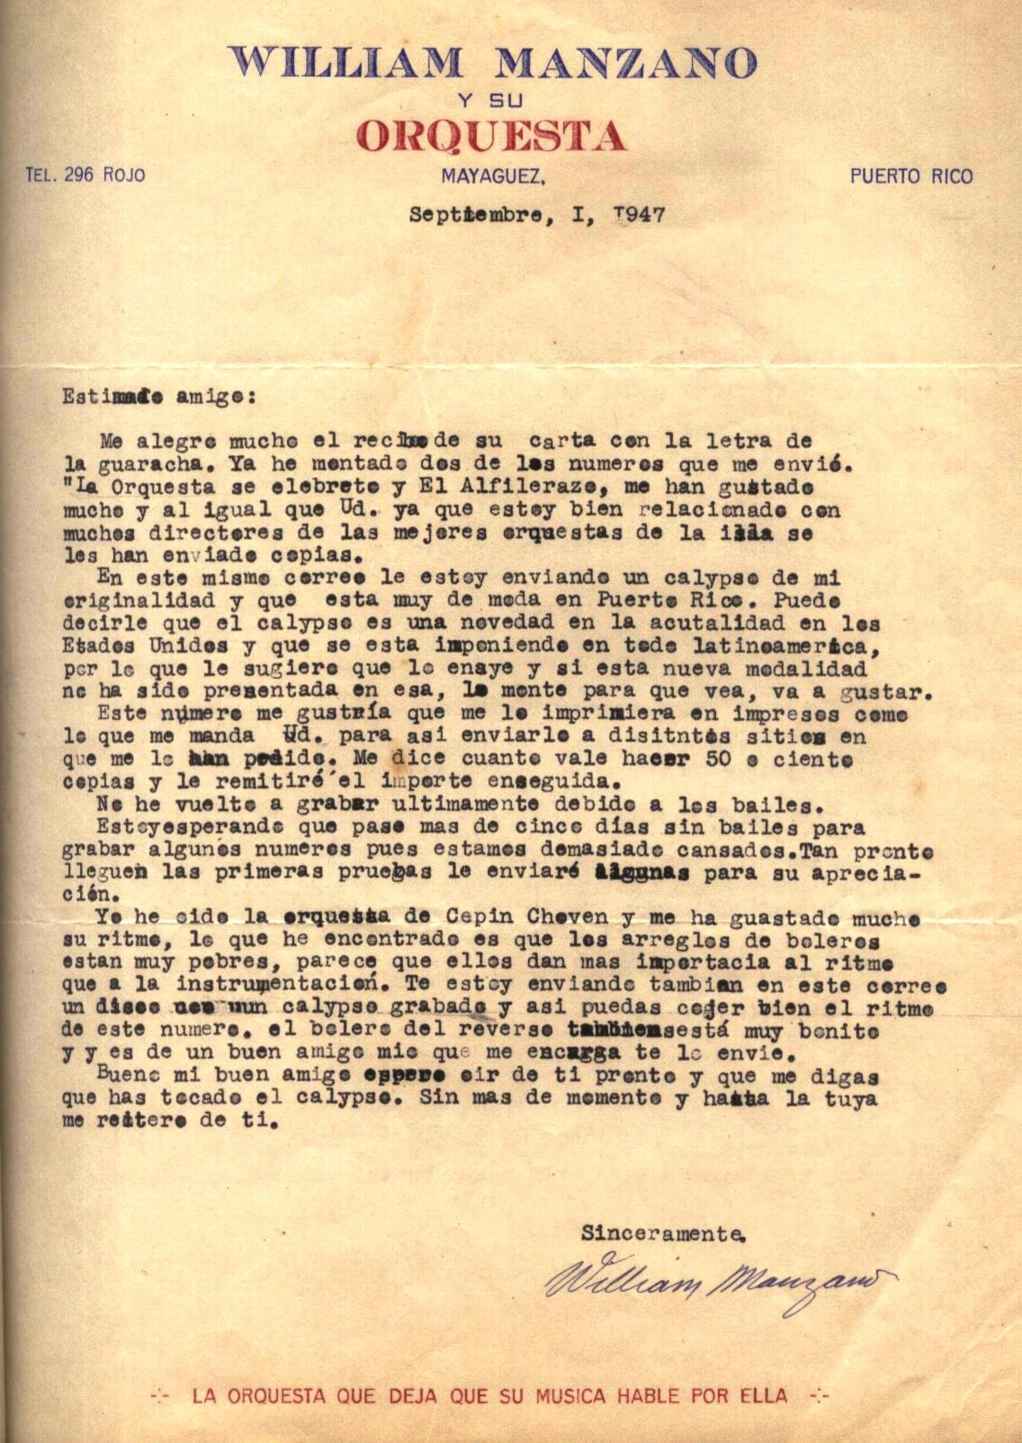 WILLIAM MANZANO
Y SU
ORQUESTA
TEL. 296 ROJO MAYAGUEZ, PUERTO RICO
Septiembre, I, I947
Estimado amigo:
Me alegro mucho el recibo de su carta con la letra de
la guaracha. Ya he montado dos de los numeros que me envió.
"La Orquesta se elebreto y El Alfilerazo, me han gustado
mucho y al igual que Ud. ya que estoy bien relacionado con
muchos directores de las mejores orquestas de la isla se
les han enviado copias.
En este mismo correo le estoy enviando un calypso de mi
originalidad y que esta muy de moda en Puerto Rico. Puedo
decirle que el calypso es una novedad en la acutalidad en los
Etados Unidos y que se esta imponiendo en todo latinoamerica,
por lo que le sugiero que lo ensaye y si esta nueva modalidad
no ha sido presentada en esa, lo monte para que vea, va a gustar.
Este número me gustría que me lo imprimiera en impresos como
lo que me manda Ud. para asi enviarlo a disitntos sitios en
que me lo han pedido. Me dice cuanto vale hacer 50 o ciento
copias y le remitiré el importe enseguida.
No he vuelto a grabar ultimamente debido a los bailes.
Estoyesperando que pase mas de cinco días sin bailes para
grabar algunos numeros pues estamos demasiado cansados.Tan pronto
lleguen las primeras pruebas le enviaré algunas para su aprecia-
ción.
Yo he oido la orquesta de Cepin Choven y me ha guastado mucho
su ritmo, lo que he encontrado es que los arreglos de boleros
estan muy pobres, parece que ellos dan mas importacia al ritmo
que a la instrumentación. Te estoy enviando tambian en este correo
un disco un calypso grabado y asi puedas cojer bien el ritmo
de este numero. el bolero del reverso tambien está muy bonito
y y es de un buen amigo mio que me encarga te lo envie.
Bueno mi buen amigo espero oir de ti pronto y que me digas
que has tocado el calypso. Sin mas de momento y hasta la tuya
me reitero de ti.
Sinceramente,
William Manzano
LA ORQUESTA QUE DEJA QUE SU MUSICA HABLE POR ELLA